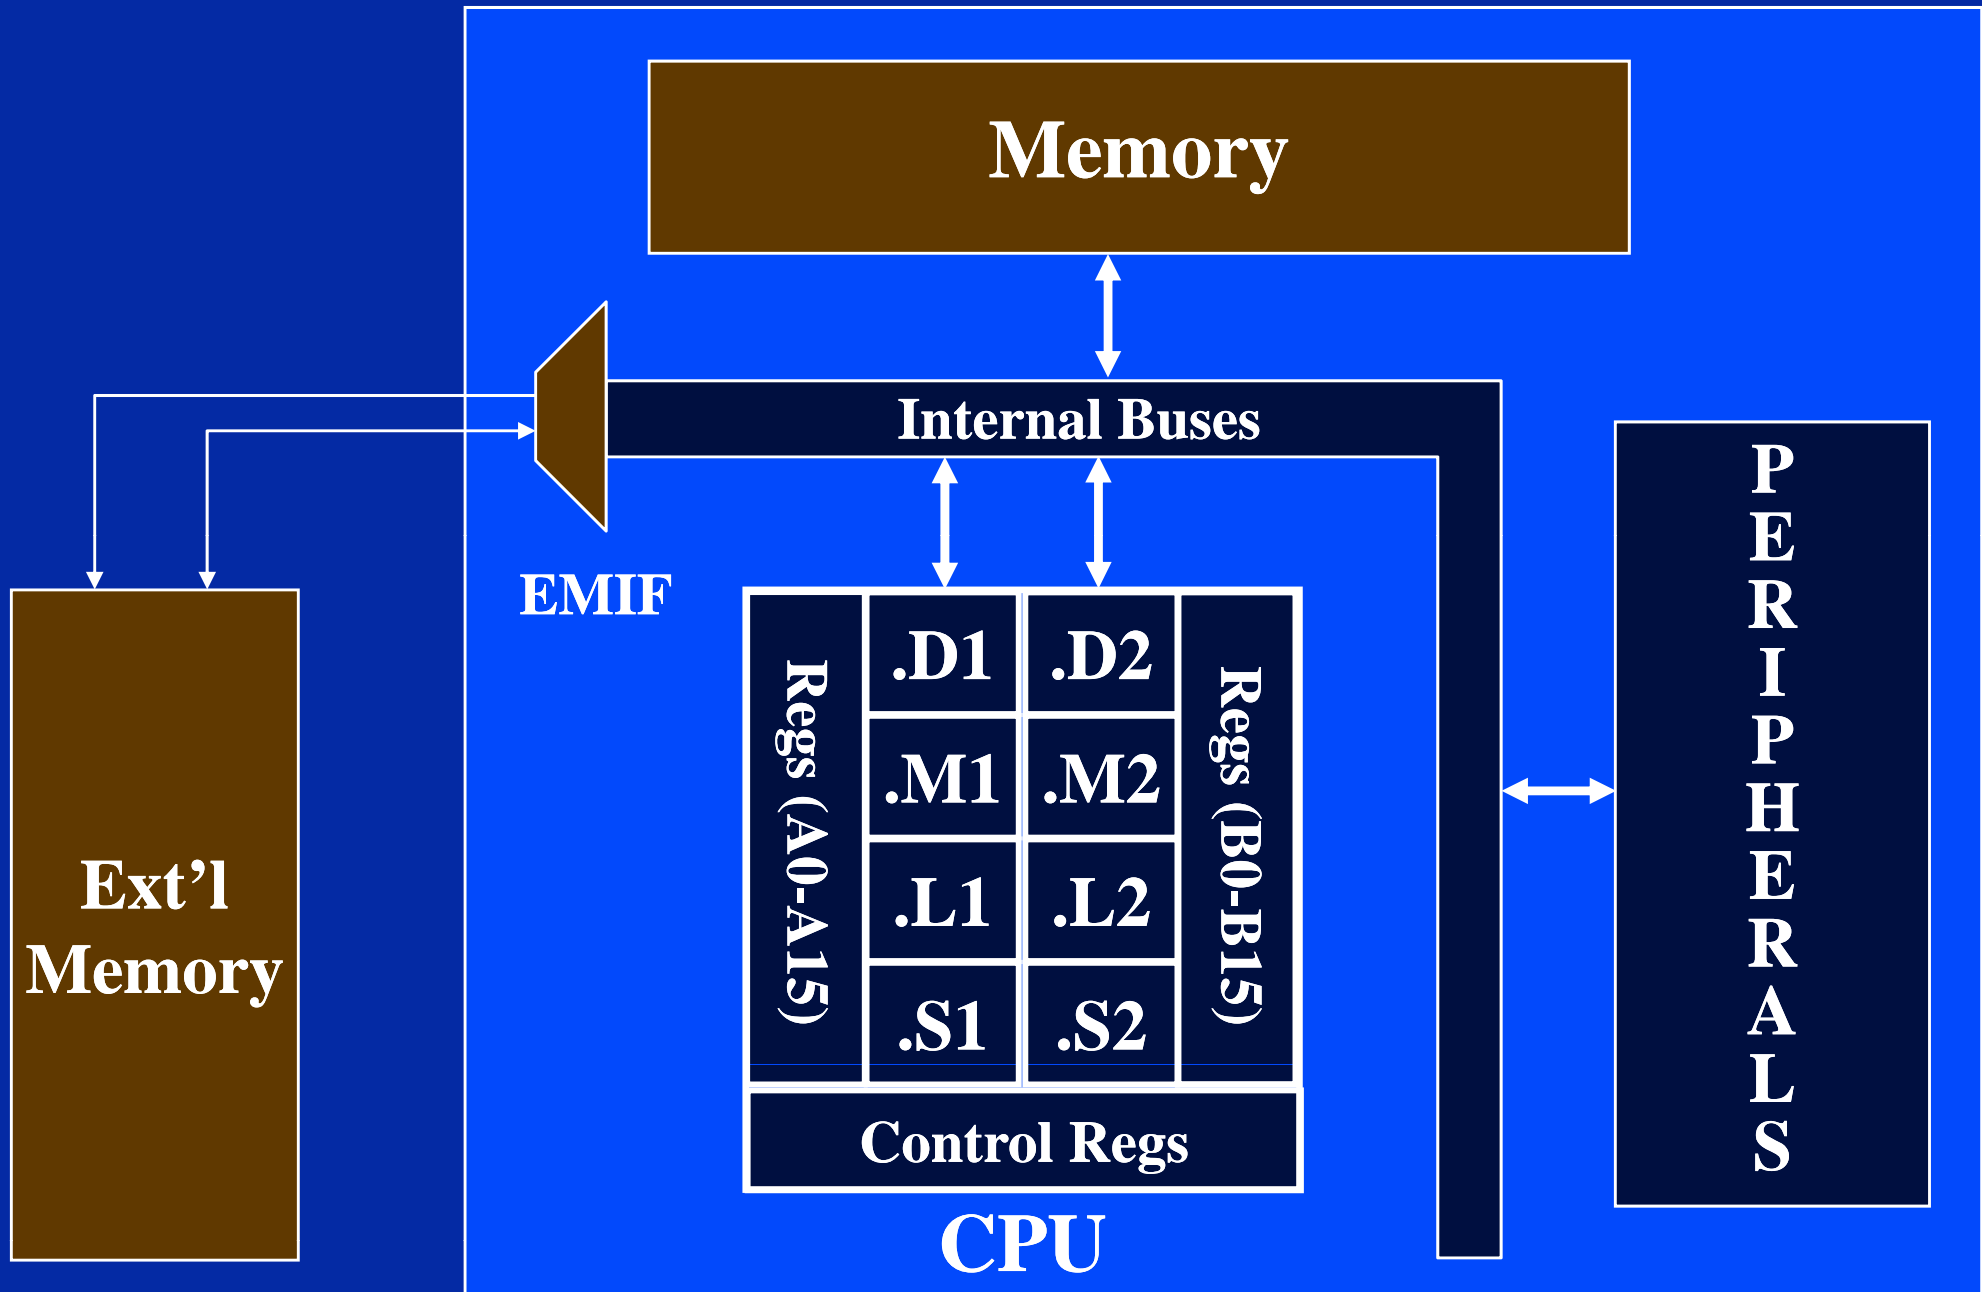 Memory
Internal Buses
EMIF
Ext’l
Memory
Regs (A0-A15)
.D1
.D2
.M1
.M2
.L1
.L2
.S1
.S2
Regs (B0-B15)
Control Regs
CPU
PERIPHERALS